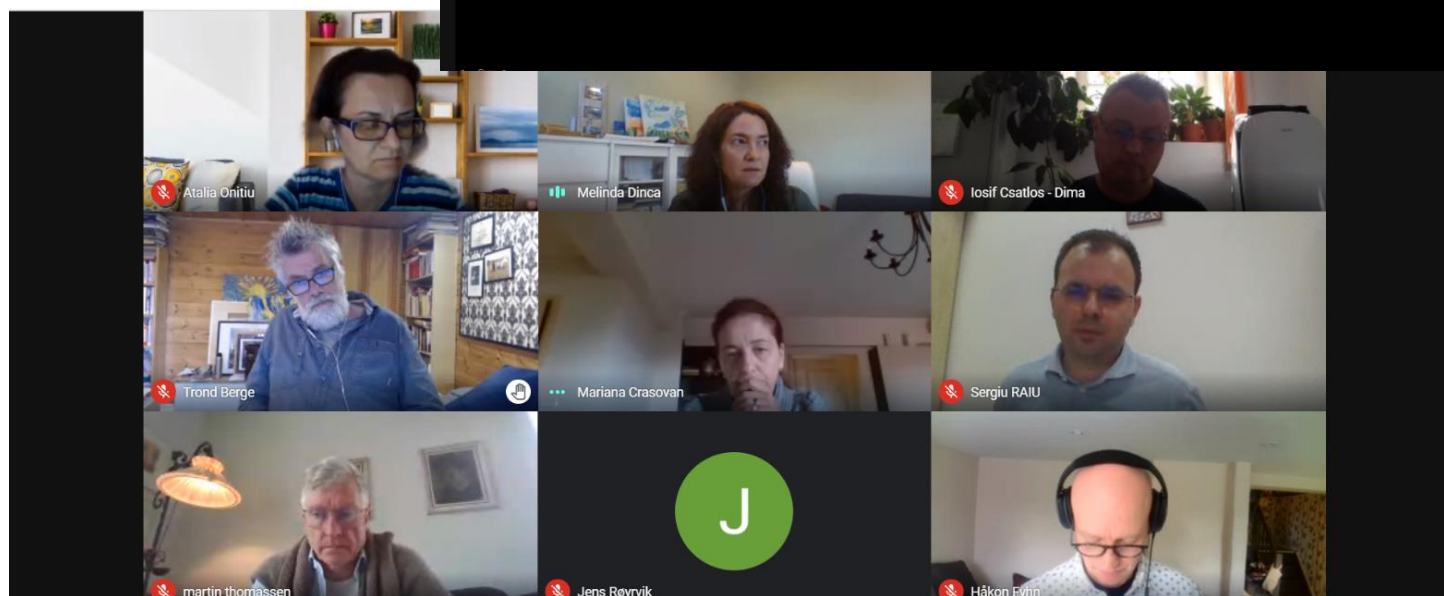 Atalia Onitiu
Melinda Dinca
Iosif Csatlos - Dima
Trond Berge
Mariana Crasovan
Sergiu RAIU
martin thomassen
J
Jens Røyrvik
Håkon Fyhn